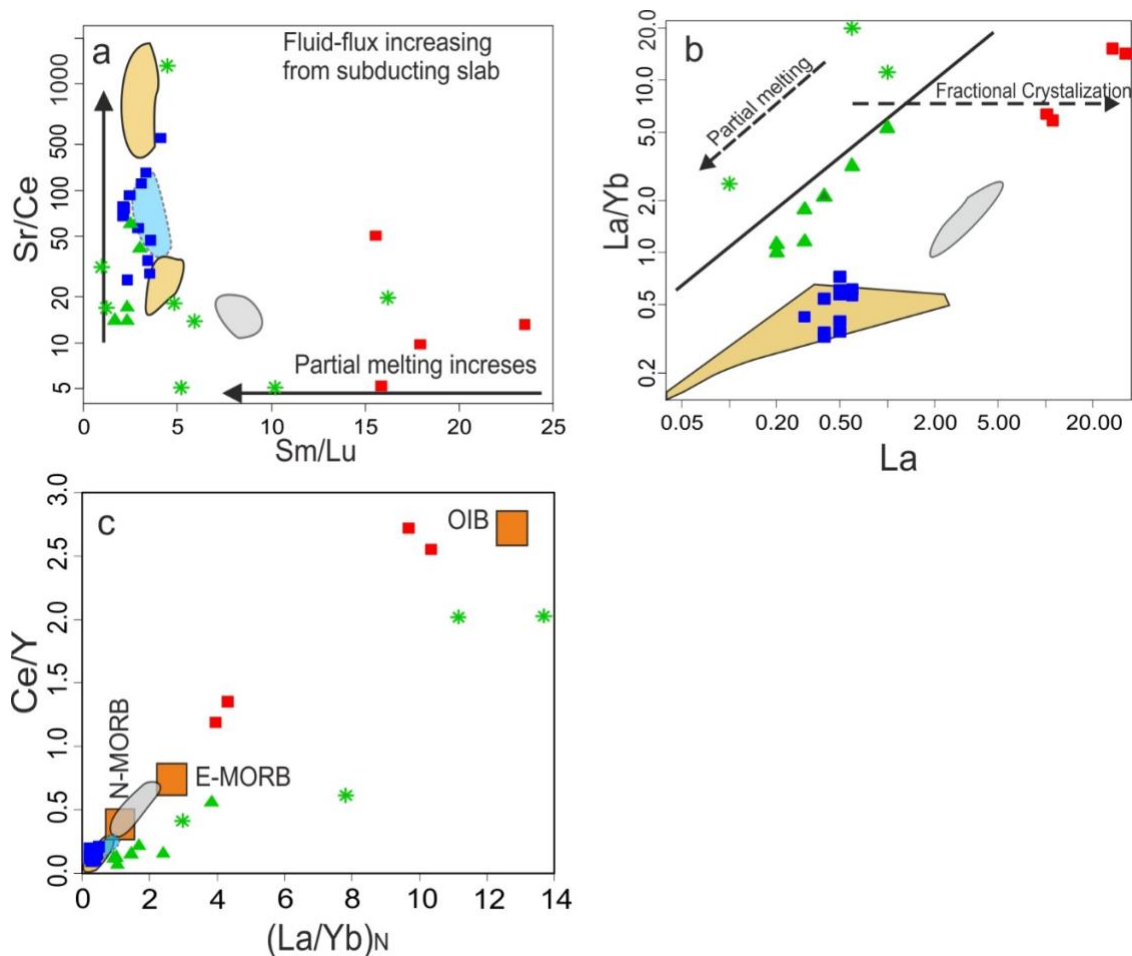 a
Fluid-flux increasing
from subducting slab
Sr/Ce
1000
500
100
50
20
10
5
Partial melting increses
0
5
10
15
20
25
Sm/Lu
b
Partial melting
Fractional Crystalization
La/Yb
20.0
10.0
5.0
2.0
1.0
0.5
0.2
0.05
0.20
0.50
2.00
5.00
20.00
La
c
OIB
N-MORB
E-MORB
Ce/Y
3.0
2.5
2.0
1.5
1.0
0.5
0.0
0
2
4
6
8
10
12
14
(La/Yb)N